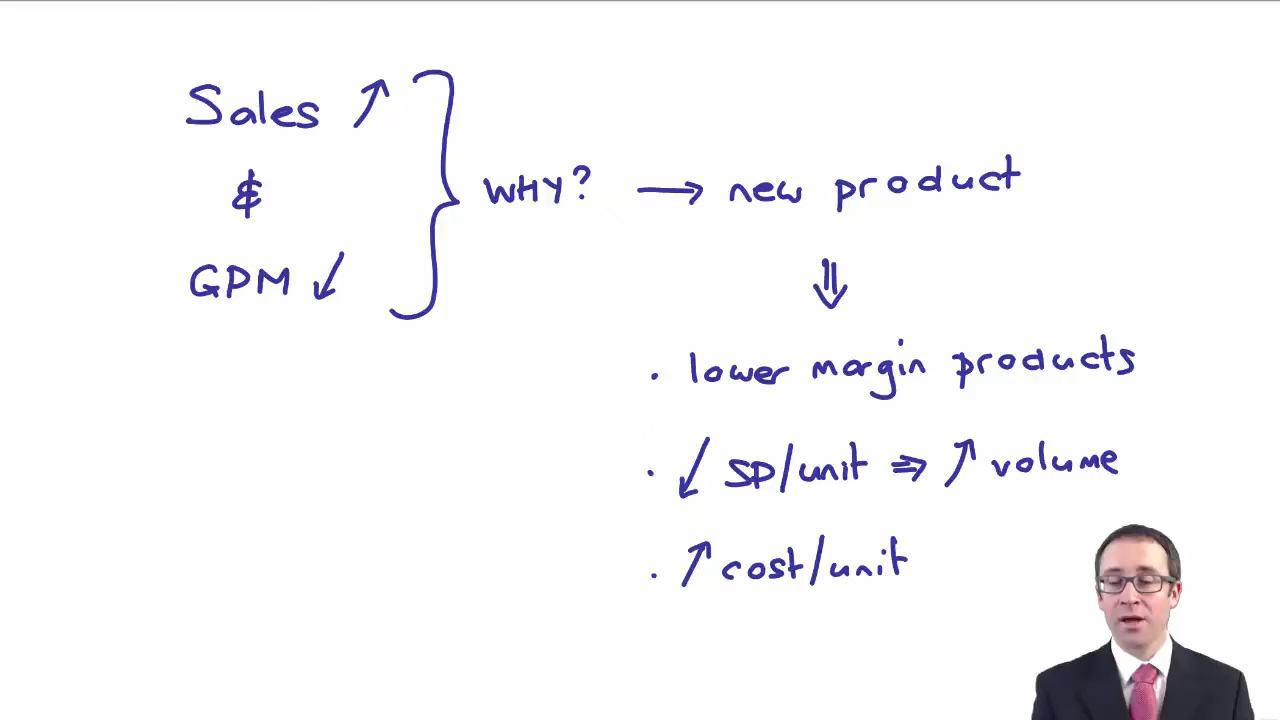 Sales ↗
&
GPM ↙
WHY? → new product
⇓
· lower margin products
· ↙ SP/unit ⇒ ↗ volume
· ↗ cost/unit